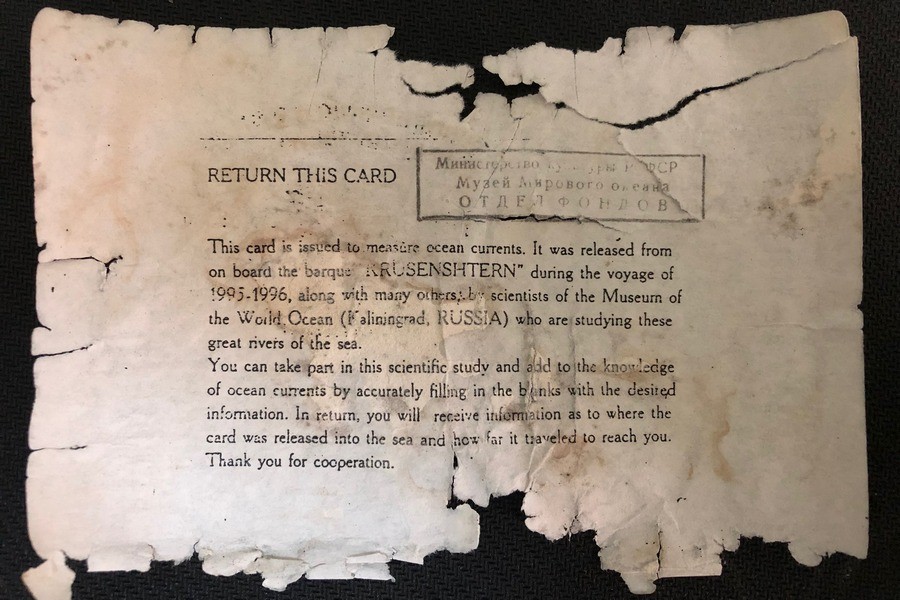 RETURN THIS CARD
Министерство культуры РСФСР
Музей Мирового океана
ОТДЕЛ ФОНДОВ
This card is issued to measure ocean currents. It was released from
on board the barque "KRUSENSHTERN" during the voyage of
1995-1996, along with many others, by scientists of the Museum of
the World Ocean (Kaliningrad, RUSSIA) who are studying these
great rivers of the sea.
You can take part in this scientific study and add to the knowledge
of ocean currents by accurately filling in the blanks with the desired
information. In return, you will receive information as to where the
card was released into the sea and how far it traveled to reach you.
Thank you for cooperation.